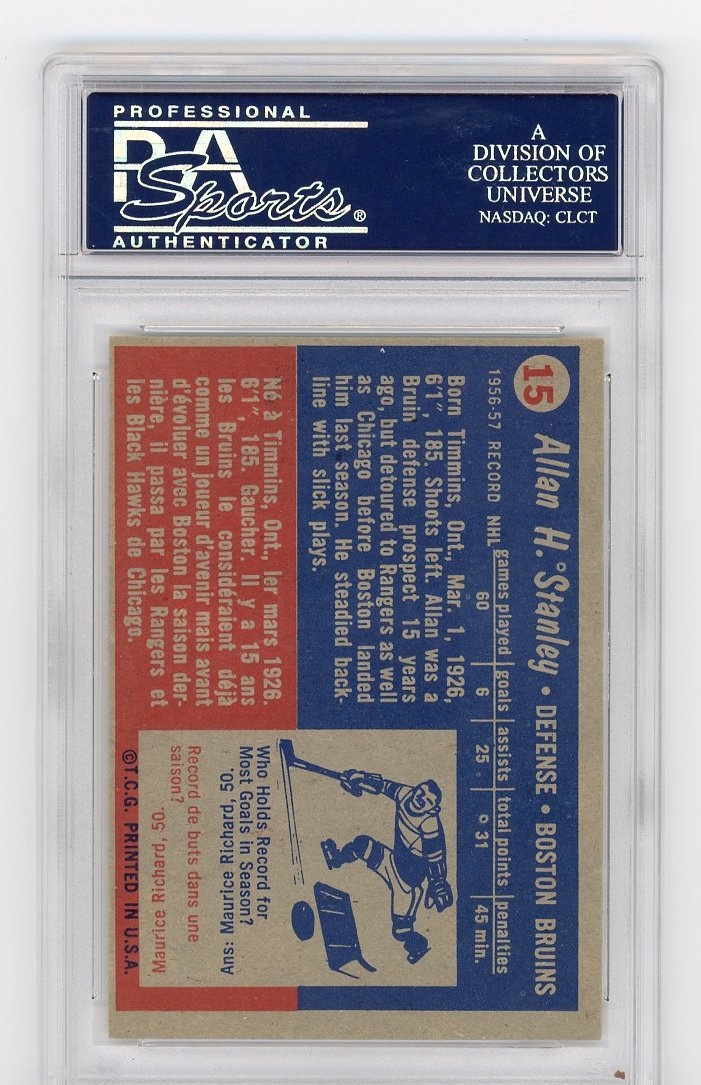 PROFESSIONAL
PSA
Sports®
AUTHENTICATOR
A
DIVISION OF
COLLECTORS
UNIVERSE
NASDAQ: CLCT
15 Allan H. Stanley • DEFENSE • BOSTON BRUINS
games played goals assists total points penalties
1956-57 RECORD NHL 60 6 25 31 45 min.
Born Timmins, Ont., Mar. 1, 1926,
6'1", 185. Shoots left. Allan was a
Bruin defense prospect 15 years
ago, but detoured to Rangers as well
as Chicago before Boston landed
him last season. He steadied back-
line with slick plays.
Né à Timmins, Ont., 1er mars 1926.
6'1", 185. Gaucher. Il y a 15 ans
les Bruins le considéraient déjà
comme un joueur d'avenir mais avant
d'évoluer avec Boston la saison der-
nière, il passa par les Rangers et
les Black Hawks de Chicago.
Who Holds Record for
Most Goals in Season?
Ans: Maurice Richard, 50.
Record de buts dans une
saison?
Maurice Richard, 50.
©T.C.G. PRINTED IN U.S.A.